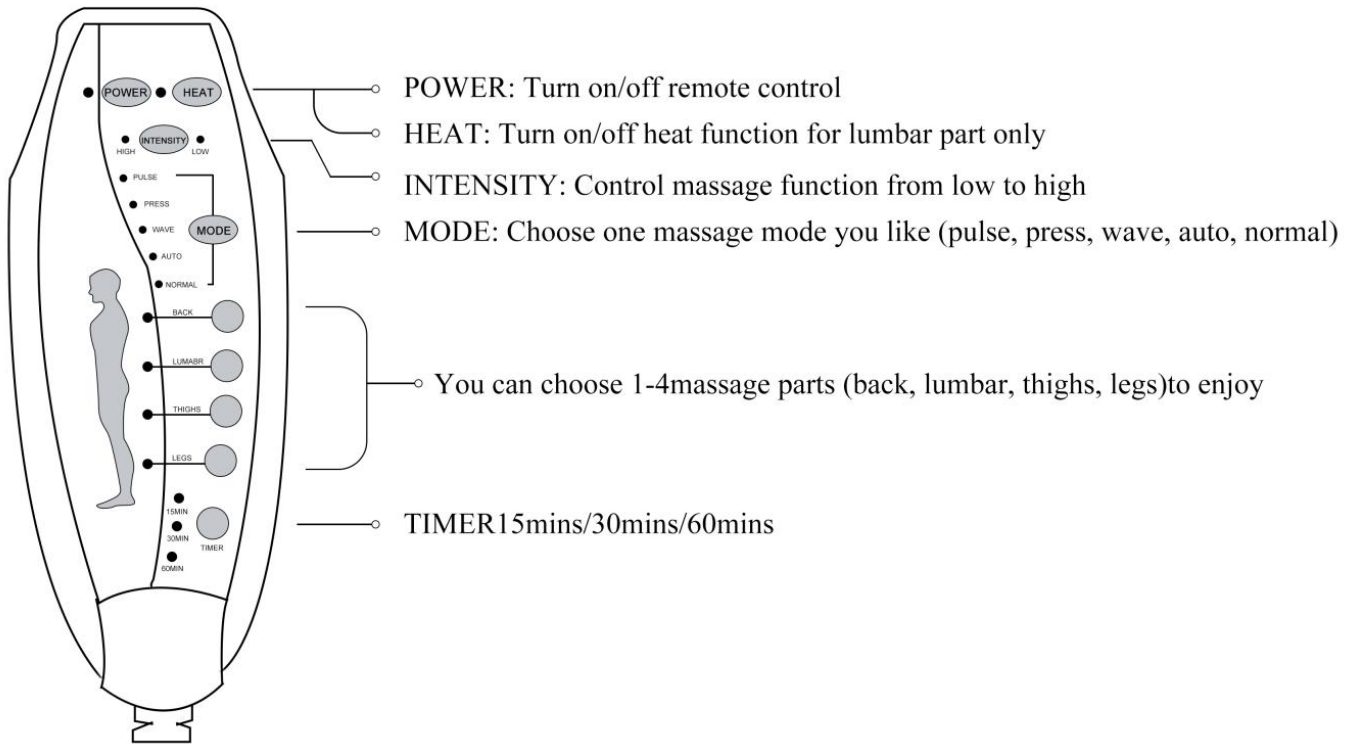 POWER HEAT
POWER: Turn on/off remote control
HEAT: Turn on/off heat function for lumbar part only
INTENSITY
HIGH LOW
INTENSITY: Control massage function from low to high
PULSE
PRESS
WAVE
MODE
AUTO
NORMAL
MODE: Choose one massage mode you like (pulse, press, wave, auto, normal)
BACK
LUMABR
THIGHS
LEGS
You can choose 1-4massage parts (back, lumbar, thighs, legs)to enjoy
15MIN
30MIN
60MIN
TIMER
TIMER15mins/30mins/60mins